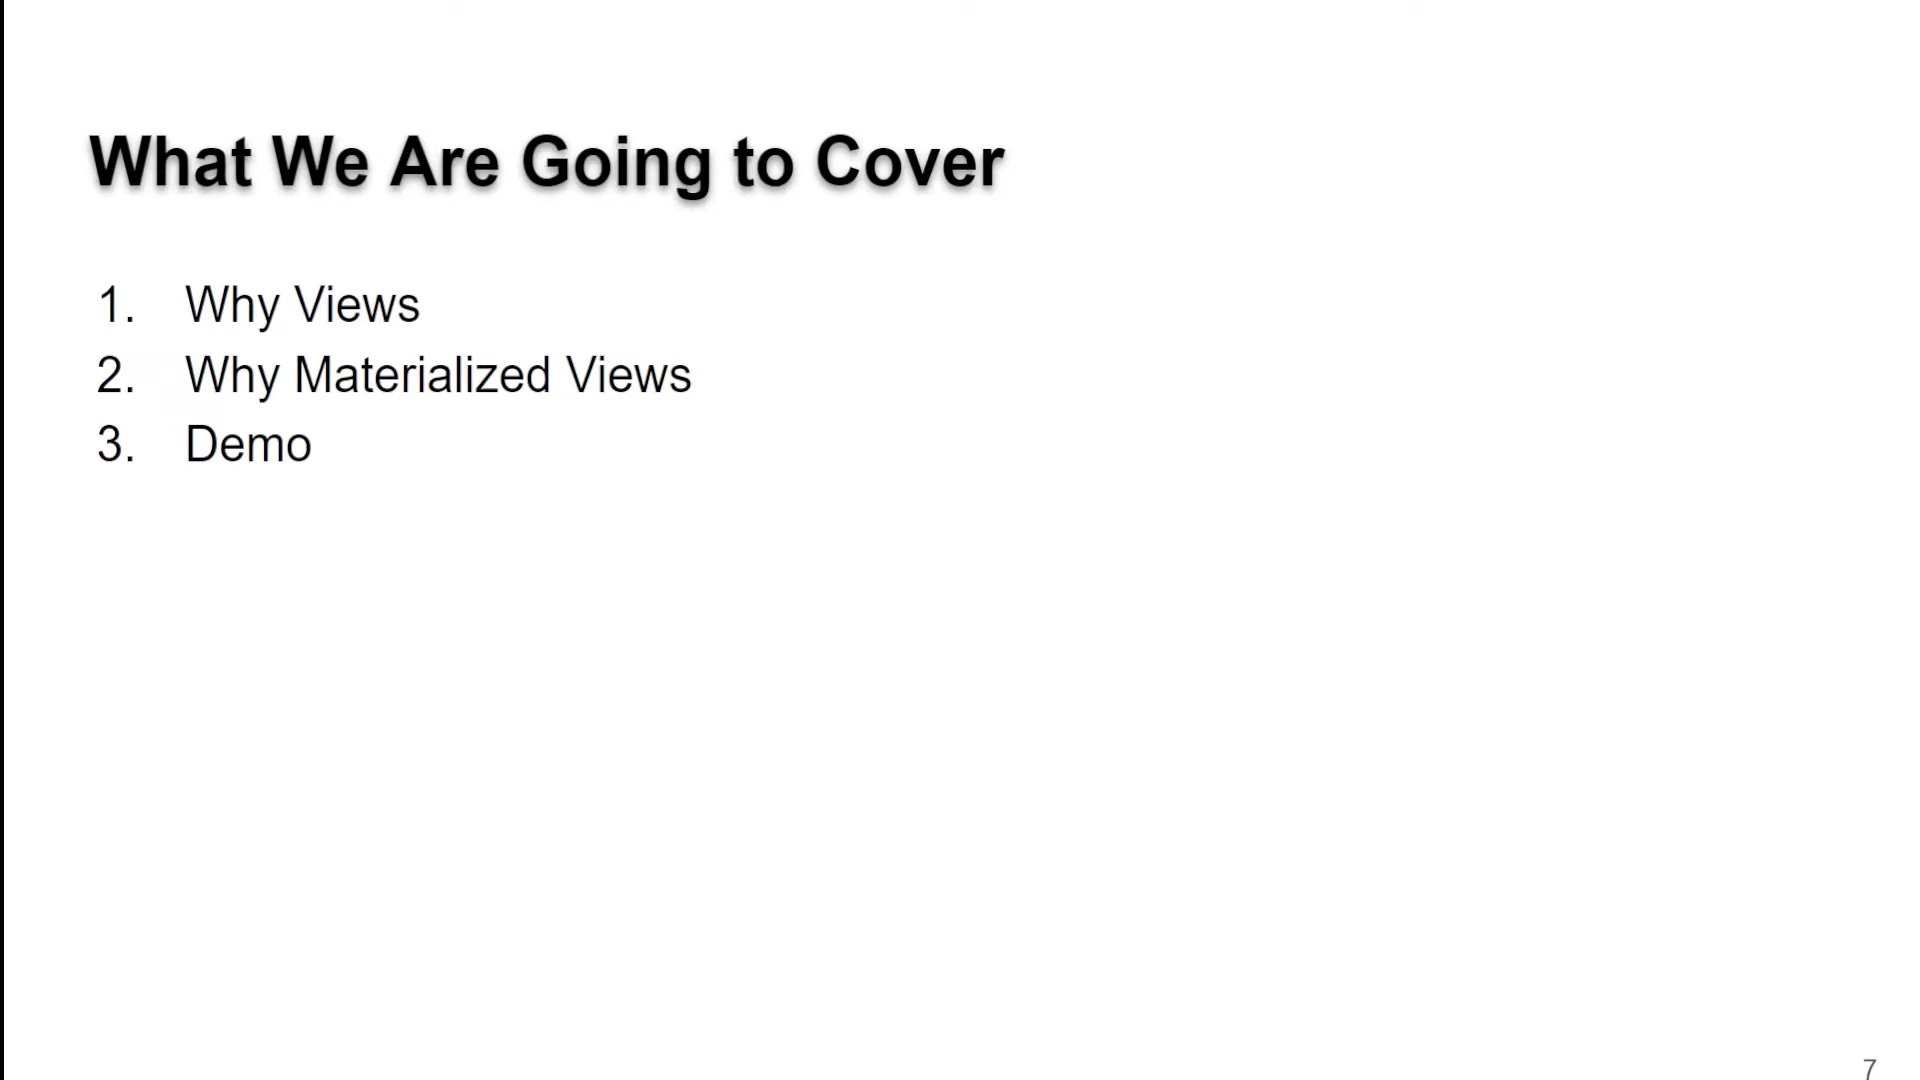 What We Are Going to Cover
1. Why Views
2. Why Materialized Views
3. Demo
7